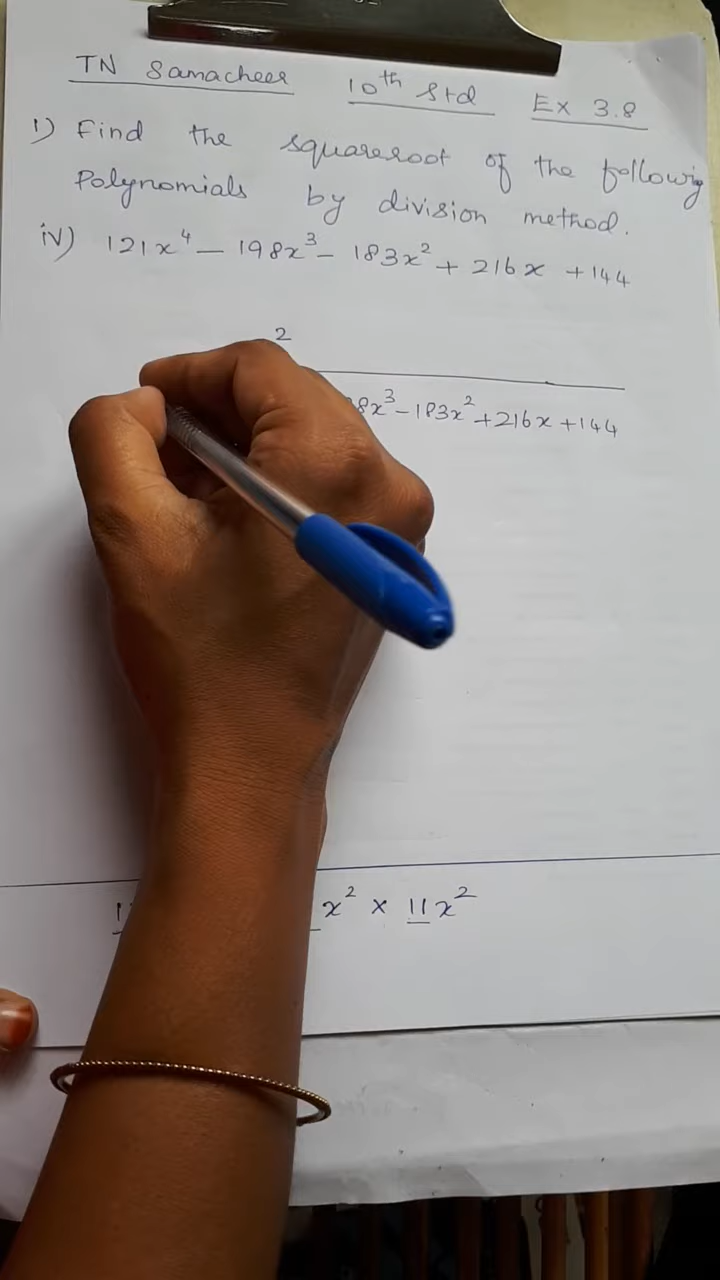 TN Samacheer 10th Std Ex 3.8
1) Find the squareroot of the following
Polynomials by division method.
iv) 121x⁴ – 198x³ – 183x² + 216x + 144
2
8x³ – 183x² + 216x + 144
x² × 11x²